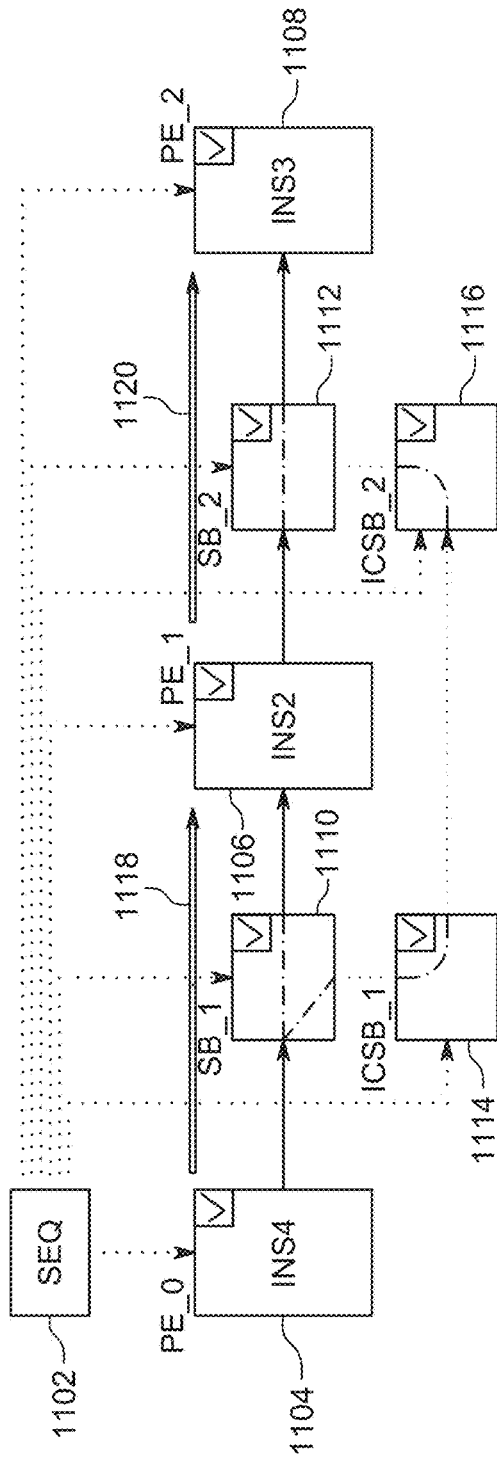 1102
SEQ
PE_0
V
INS4
1104
1118
SB_1
V
1110
ICSB_1
V
1114
PE_1
V
INS2
1106
1120
SB_2
V
1112
ICSB_2
V
1116
PE_2
V
INS3
1108